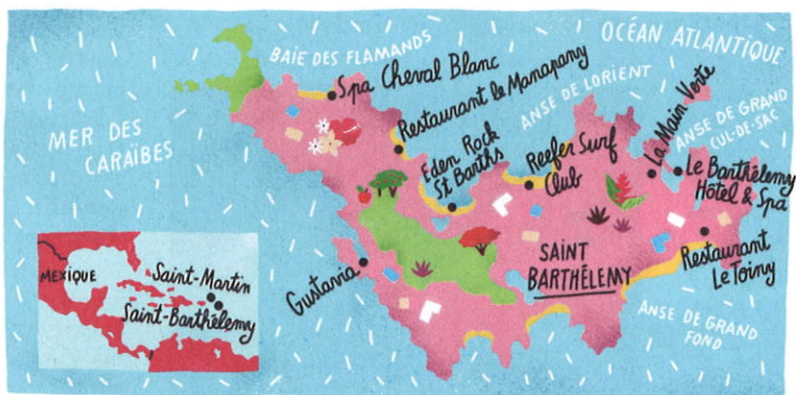 BAIE DES FLAMANDS
OCÉAN ATLANTIQUE
Spa Cheval Blanc
Restaurant le Manapany
ANSE DE LORIENT
MER DES
CARAÏBES
Eden Rock
St Barths
Reefer Surf
Club
La Main Verte
ANSE DE GRAND
CUL-DE-SAC
Le Barthélemy
Hôtel & Spa
Gustavia
SAINT
BARTHÉLEMY
Restaurant
Le Toiny
ANSE DE GRAND
FOND
MEXIQUE
Saint-Martin
Saint-Barthélemy